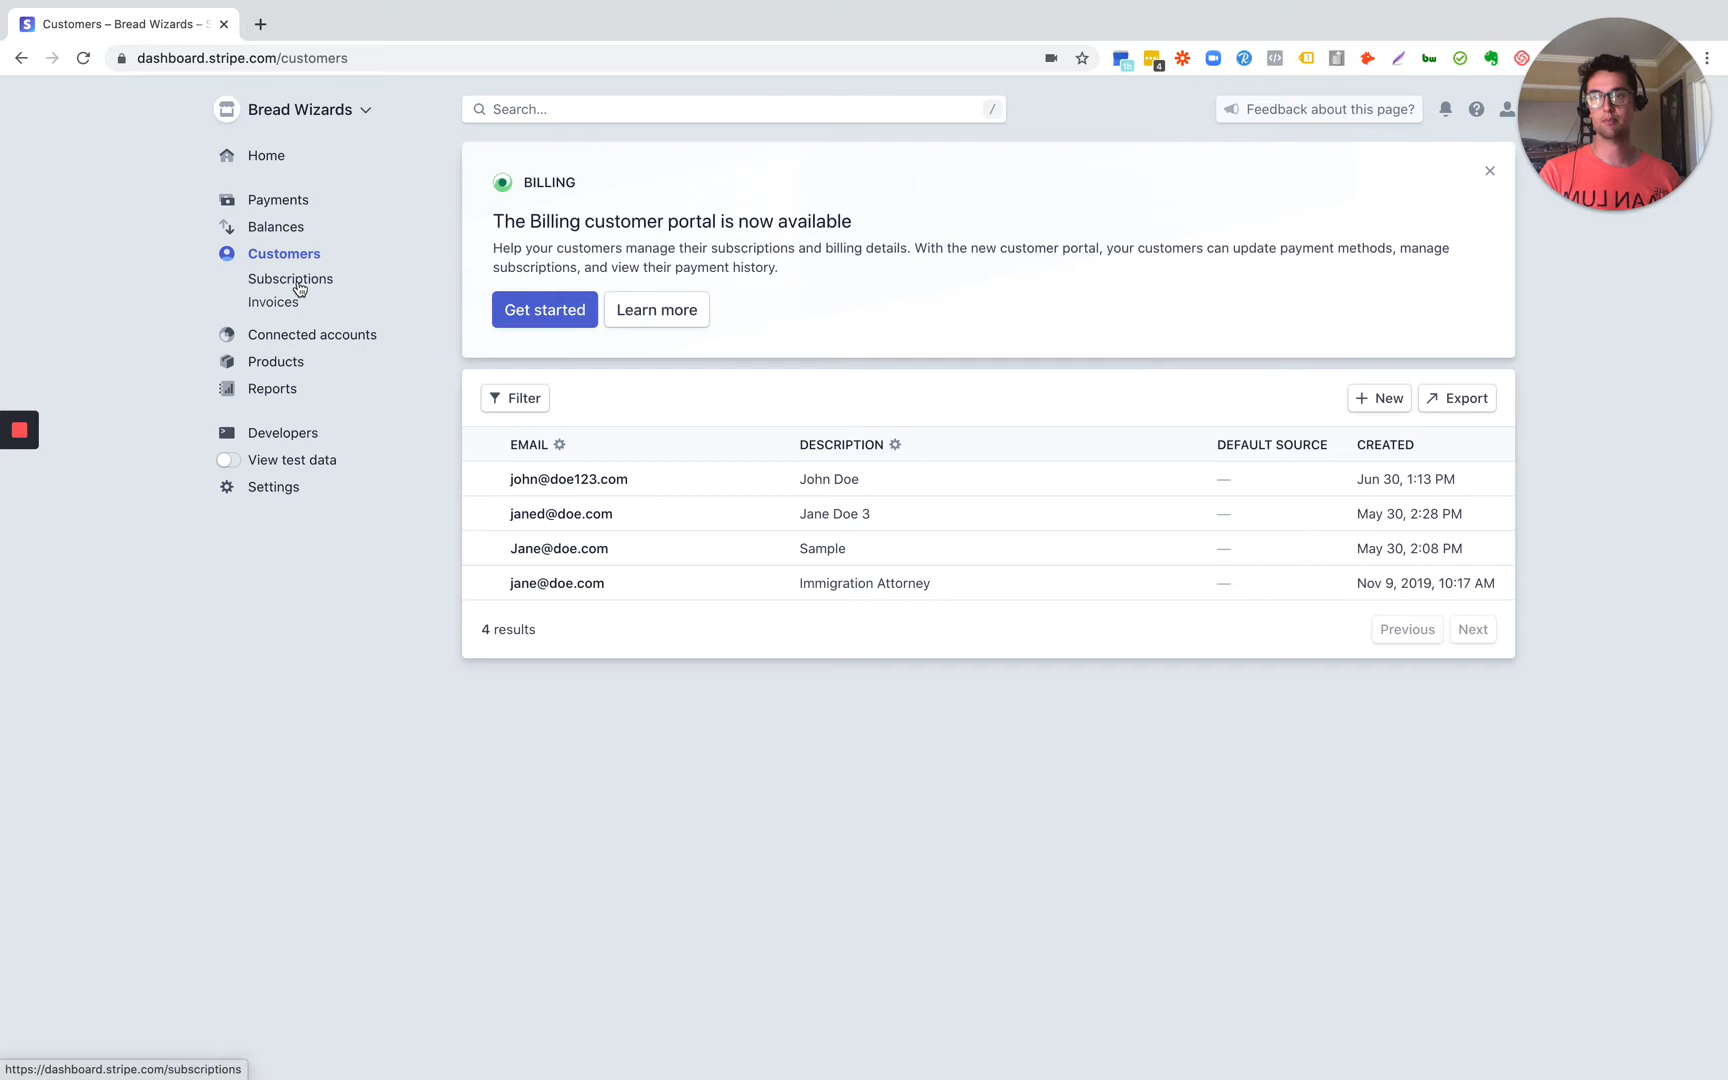 Customers – Bread Wizards –
dashboard.stripe.com/customers
1h
4
bw
Bread Wizards
Search...
/
Feedback about this page?
Home
Payments
Balances
Customers
Subscriptions
Invoices
Connected accounts
Products
Reports
Developers
View test data
Settings
BILLING
The Billing customer portal is now available
Help your customers manage their subscriptions and billing details. With the new customer portal, your customers can update payment methods, manage
subscriptions, and view their payment history.
Get started
Learn more
Filter
New
Export
EMAIL DESCRIPTION DEFAULT SOURCE CREATED
john@doe123.com John Doe — Jun 30, 1:13 PM
janed@doe.com Jane Doe 3 — May 30, 2:28 PM
Jane@doe.com Sample — May 30, 2:08 PM
jane@doe.com Immigration Attorney — Nov 9, 2019, 10:17 AM
4 results
Previous
Next
https://dashboard.stripe.com/subscriptions